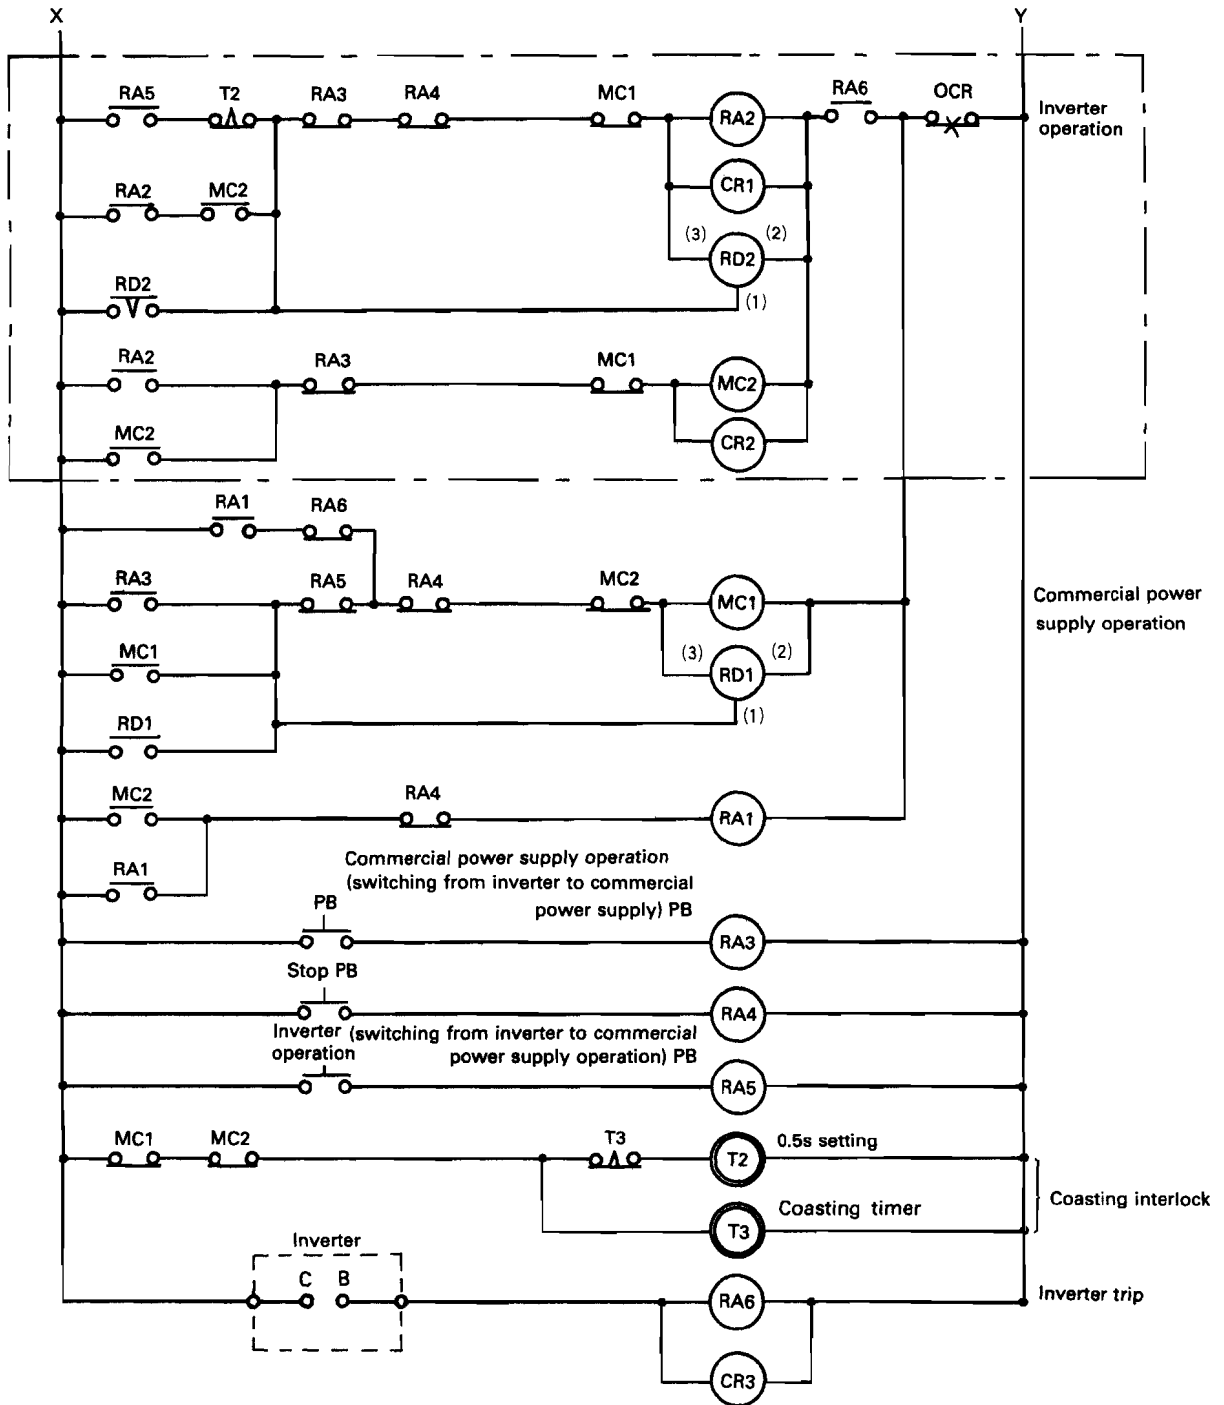 X Y
RA5 T2 RA3 RA4 MC1 RA2 RA6 OCR Inverter
operation
RA2 MC2 CR1
(3) (2)
RD2 RD2
(1)
RA2 RA3 MC1 MC2
MC2 CR2
RA1 RA6
RA3 RA5 RA4 MC2 MC1 Commercial power
supply operation
MC1 (3) (2)
RD1
RD1 (1)
MC2 RA4 RA1
RA1
Commercial power supply operation
(switching from inverter to commercial
power supply) PB
PB
RA3
Stop PB
RA4
Inverter (switching from inverter to commercial
operation power supply operation) PB
RA5
MC1 MC2 T3 T2 0.5s setting
Coasting interlock
T3 Coasting timer
Inverter
C B RA6 Inverter trip
CR3